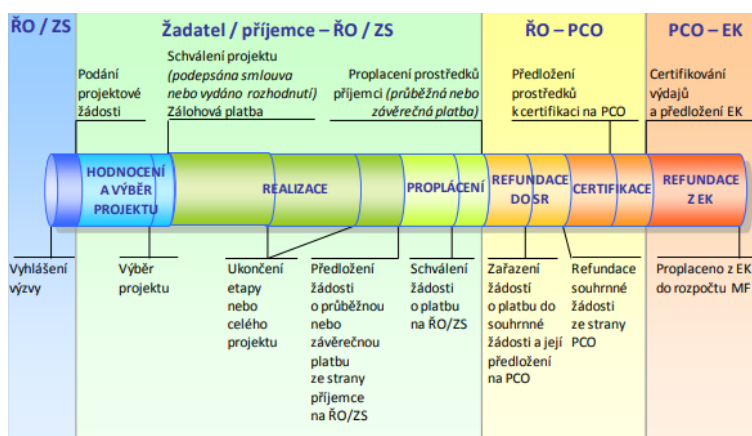 ŘO / ZS
Žadatel / příjemce – ŘO / ZS
ŘO – PCO
PCO – EK
Podání
projektové
žádosti
Schválení projektu
(podepsána smlouva
nebo vydáno rozhodnutí)
Zálohová platba
Proplacení prostředků
příjemci (průběžná nebo
závěrečná platba)
Předložení
prostředků
k certifikaci na PCO
Certifikování
výdajů
a předložení EK
HODNOCENÍ
A VÝBĚR
PROJEKTU
REALIZACE
PROPLÁCENÍ
REFUNDACE
DO SR
CERTIFIKACE
REFUNDACE
Z EK
Vyhlášení
výzvy
Výběr
projektu
Ukončení
etapy
nebo
celého
projektu
Předložení
žádosti
o průběžnou
nebo
závěrečnou
platbu
ze strany
příjemce
na ŘO/ZS
Schválení
žádosti
o platbu
na ŘO/ZS
Zařazení
žádostí
o platbu do
souhrnné
žádosti a její
předložení
na PCO
Refundace
souhrnné
žádosti
ze strany
PCO
Proplaceno z EK
do rozpočtu MF